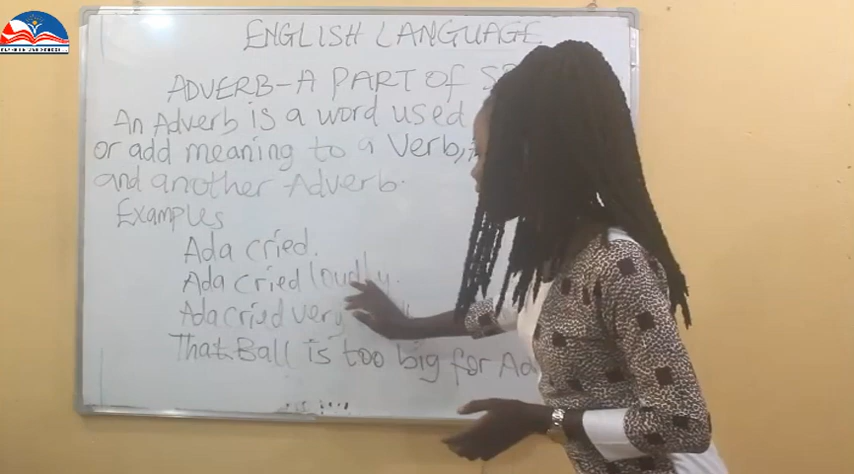 ENGLISH LANGUAGE
ADVERB-A PART OF
An Adverb is a word used
or add meaning to a Verb,
and another Adverb.
Examples
Ada cried.
Ada cried loudly.
Ada cried very
That Ball is too big for